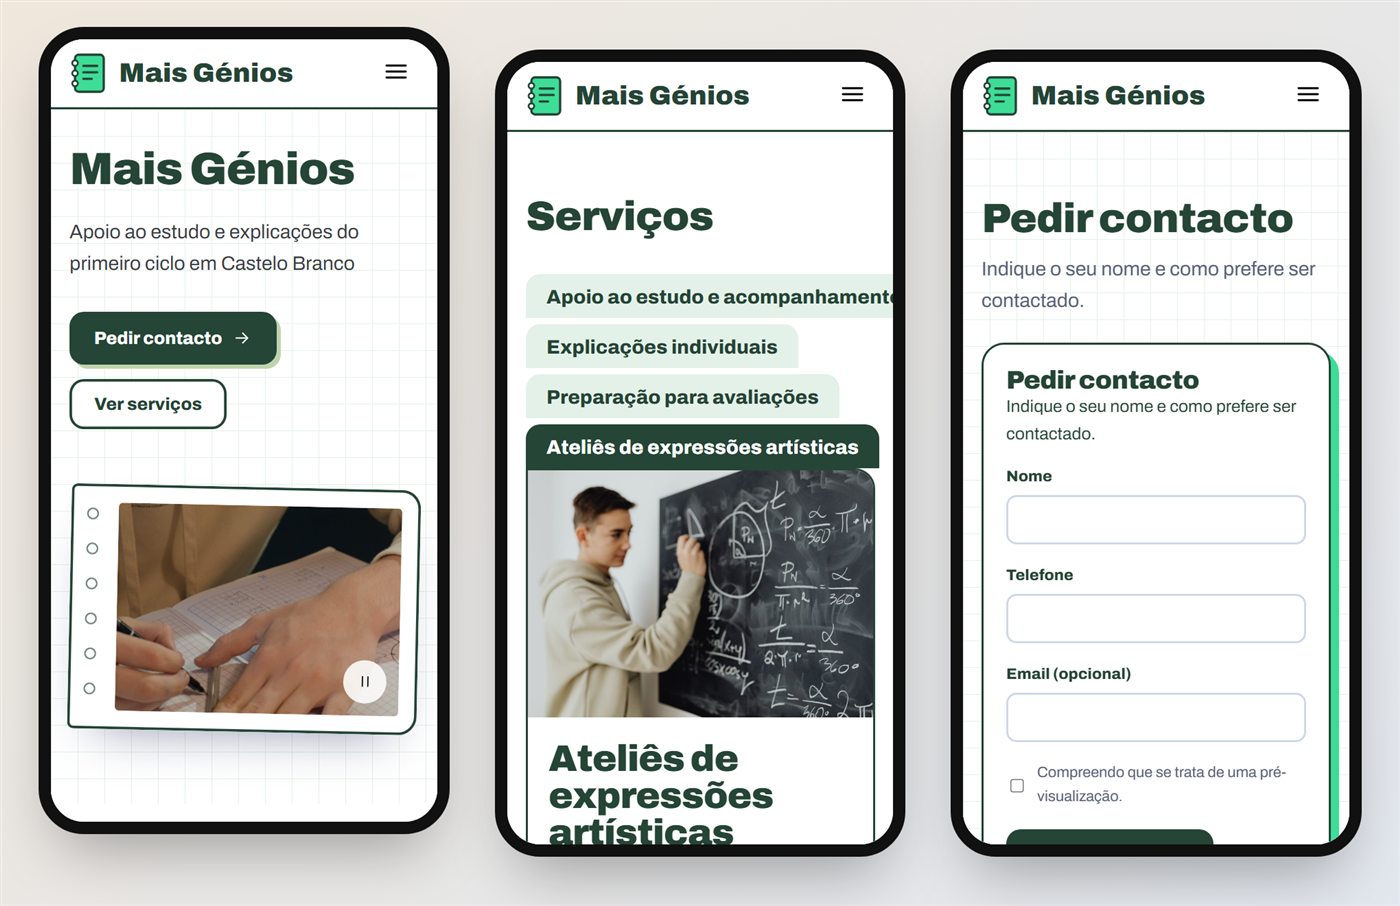 Mais Génios
Mais Génios
Apoio ao estudo e explicações do
primeiro ciclo em Castelo Branco
Pedir contacto →
Ver serviços
Mais Génios
Serviços
Apoio ao estudo e acompanhamento
Explicações individuais
Preparação para avaliações
Ateliês de expressões artísticas
Ateliês de
expressões
artísticas
Mais Génios
Pedir contacto
Indique o seu nome e como prefere ser
contactado.
Pedir contacto
Indique o seu nome e como prefere ser
contactado.
Nome
Telefone
Email (opcional)
Compreendo que se trata de uma pré-
visualização.